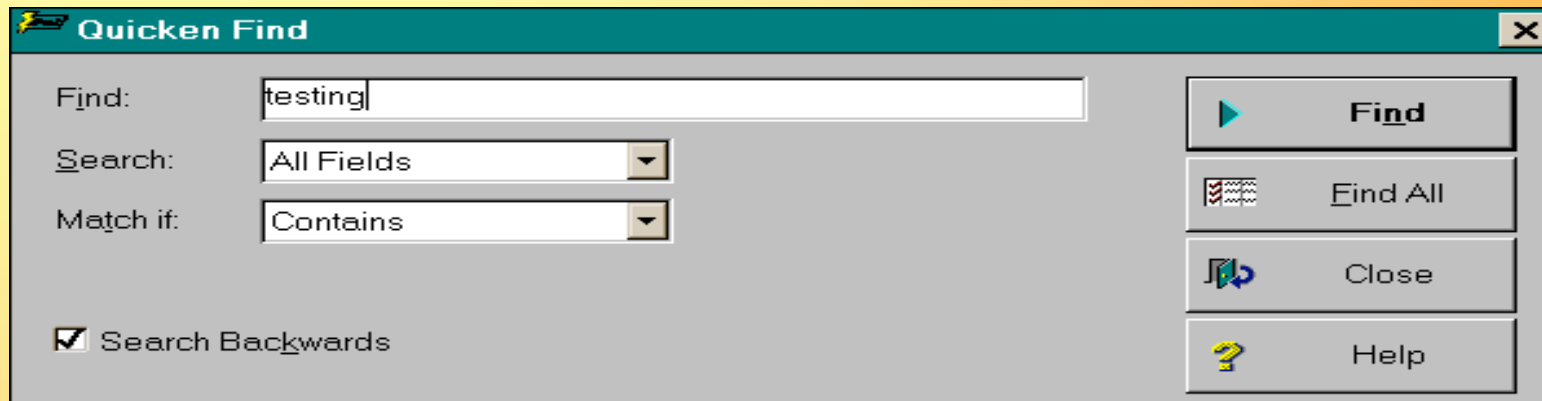 Quicken Find
Find: testing
Find
Search: All Fields
Find All
Match if: Contains
Close
Search Backwards
Help